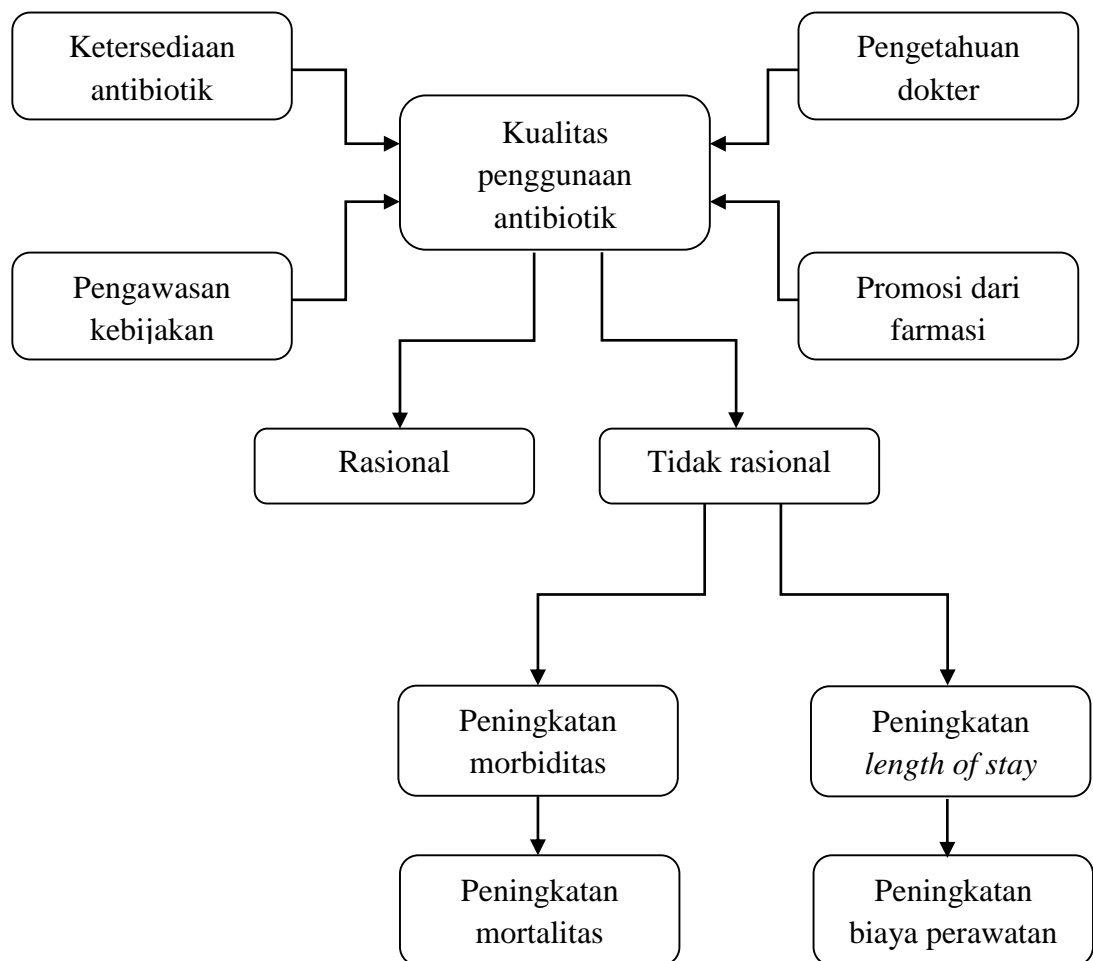 Ketersediaan
antibiotik
Pengetahuan
dokter
Kualitas
penggunaan
antibiotik
Pengawasan
kebijakan
Promosi dari
farmasi
Rasional
Tidak rasional
Peningkatan
morbiditas
Peningkatan
length of stay
Peningkatan
mortalitas
Peningkatan
biaya perawatan